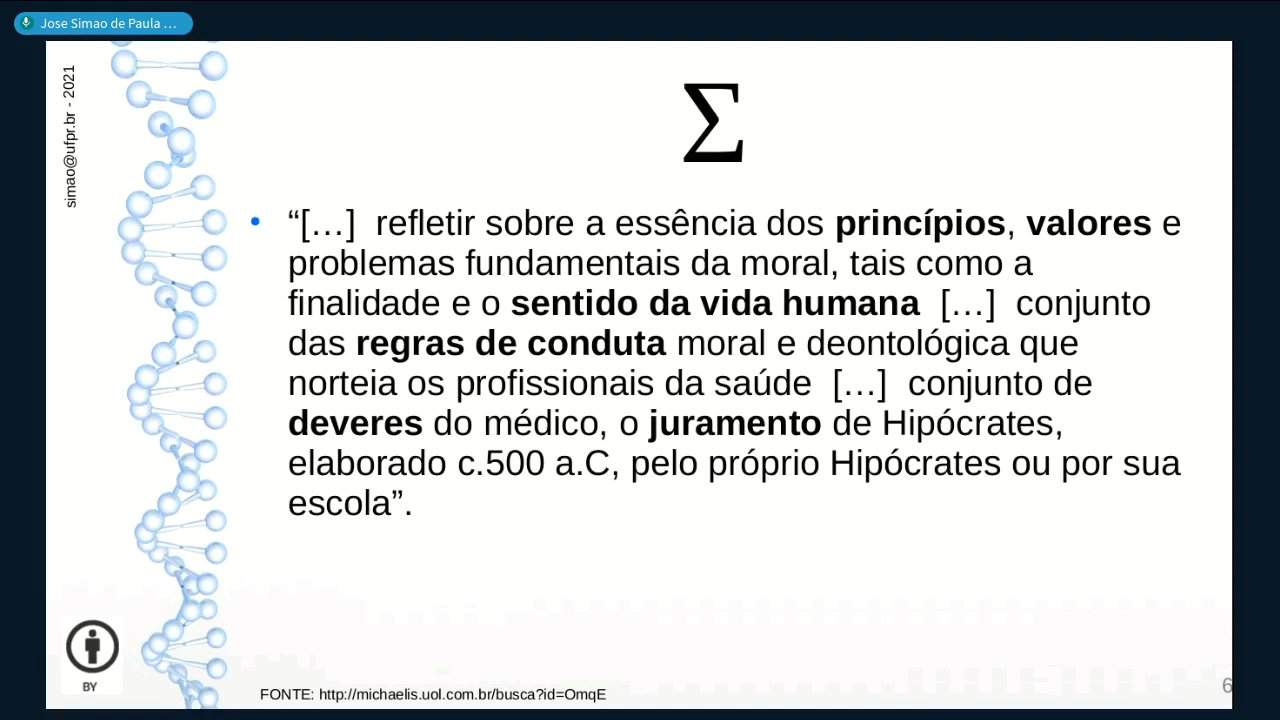 Jose Simao de Paula …
simao@ufpr.br - 2021
Σ
“[…] refletir sobre a essência dos princípios, valores e
problemas fundamentais da moral, tais como a
finalidade e o sentido da vida humana […] conjunto
das regras de conduta moral e deontológica que
norteia os profissionais da saúde […] conjunto de
deveres do médico, o juramento de Hipócrates,
elaborado c.500 a.C, pelo próprio Hipócrates ou por sua
escola”.
BY
FONTE: http://michaelis.uol.com.br/busca?id=OmqE
6